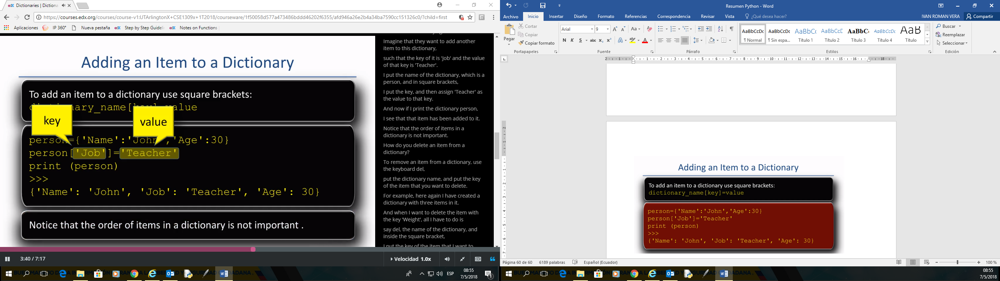 Dictionaries | Dictiona
https://courses.edx.org/courses/course-v1:UTArlingtonX+CSE1309x+1T2018/courseware/1f50058d577a473486bddd46202f6355/afd946a26e2b4a34ba7590cc151326c0/?child=first
Aplicaciones IP 360° Nueva pestaña Step by Step Guideli Notes on Functions
Adding an Item to a Dictionary
To add an item to a dictionary use square brackets:
key
value
person={'Name':'John','Age':30}
person['Job']='Teacher'
print (person)
>>>
{'Name': 'John', 'Job': 'Teacher', 'Age': 30}
Notice that the order of items in a dictionary is not important .
Imagine that they want to add another
item to this dictionary,
such that the key of it is 'Job' and the value
of that key is 'Teacher'.
I put the name of the dictionary, which is a
person, and in square brackets,
I put the key, and then assign 'Teacher' as
the value to that key.
And now if I print the dictionary person,
I see that that item has been added to it.
Notice that the order of items in a
dictionary is not important.
How do you delete an item from a
dictionary?
To remove an item from a dictionary, use
the keyboard del,
put the dictionary name, and put the key
of the item that you want to delete.
For example, here again I have created a
dictionary with three items in it.
And when I want to delete the item with
the key 'Weight', all I have to do is
say del, the name of the dictionary, and
inside the square bracket,
I put the key of the item that I want to
3:40 / 7:17
Velocidad 1.0x
ESP
08:55
7/5/2018
Resumen Python - Word
Archivo Inicio Insertar Diseño Formato Referencias Correspondencia Revisar Vista ¿Qué desea hacer? IVAN ROMAN VERA Compartir
Pegar
Cortar
Copiar
Copiar formato
Portapapeles
Arial 9
N K S abc x₂ x²
Fuente
Párrafo
AaBbCcDc AaBbCcDc AaBbC AaBbCcE AaBbC AaBbCcDc AaB
¶ Normal ¶ Sin espa... Título 1 Título 2 Título 3 Título 4 Título
Estilos
Buscar
Reemplazar
Seleccionar
Edición
Adding an Item to a Dictionary
To add an item to a dictionary use square brackets:
dictionary_name[key]=value
person={'Name':'John','Age':30}
person['Job']='Teacher'
print (person)
>>>
{'Name': 'John', 'Job': 'Teacher', 'Age': 30}
Página 60 de 60 6189 palabras Español (Ecuador) 100 %
08:55
7/5/2018